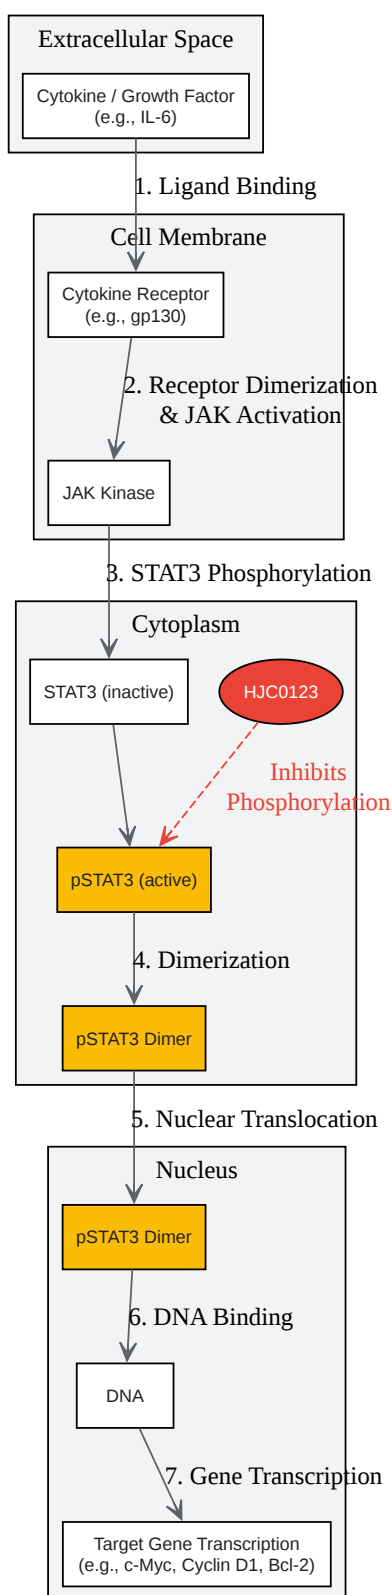 Extracellular Space
Cytokine / Growth Factor
(e.g., IL-6)
1. Ligand Binding
Cell Membrane
Cytokine Receptor
(e.g., gp130)
2. Receptor Dimerization
& JAK Activation
JAK Kinase
3. STAT3 Phosphorylation
Cytoplasm
STAT3 (inactive)
HJC0123
Inhibits
Phosphorylation
pSTAT3 (active)
4. Dimerization
pSTAT3 Dimer
5. Nuclear Translocation
Nucleus
pSTAT3 Dimer
6. DNA Binding
DNA
7. Gene Transcription
Target Gene Transcription
(e.g., c-Myc, Cyclin D1, Bcl-2)